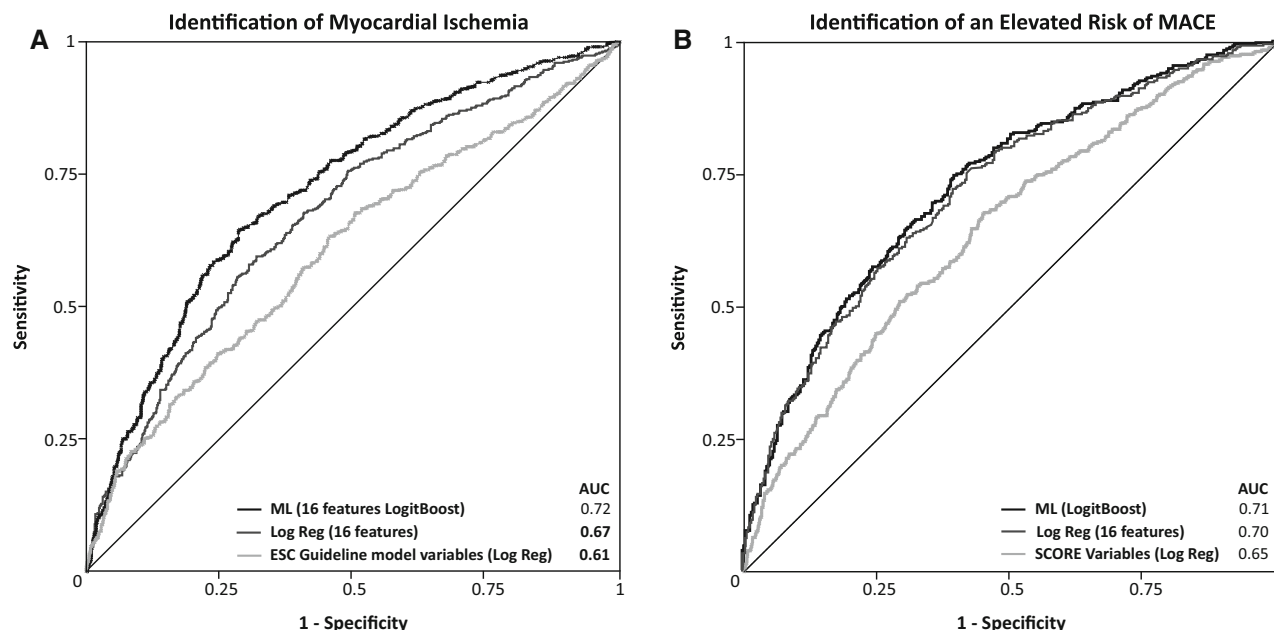 Identification of Myocardial Ischemia
A
1
0.75
0.5
0.25
0
Sensitivity
AUC
ML (16 features LogitBoost) 0.72
Log Reg (16 features) 0.67
ESC Guideline model variables (Log Reg) 0.61
0.25 0.5 0.75 1
1 - Specificity
Identification of an Elevated Risk of MACE
B
1
0.75
0.5
0.25
0
Sensitivity
AUC
ML (LogitBoost) 0.71
Log Reg (16 features) 0.70
SCORE Variables (Log Reg) 0.65
0.25 0.5 0.75
1 - Specificity